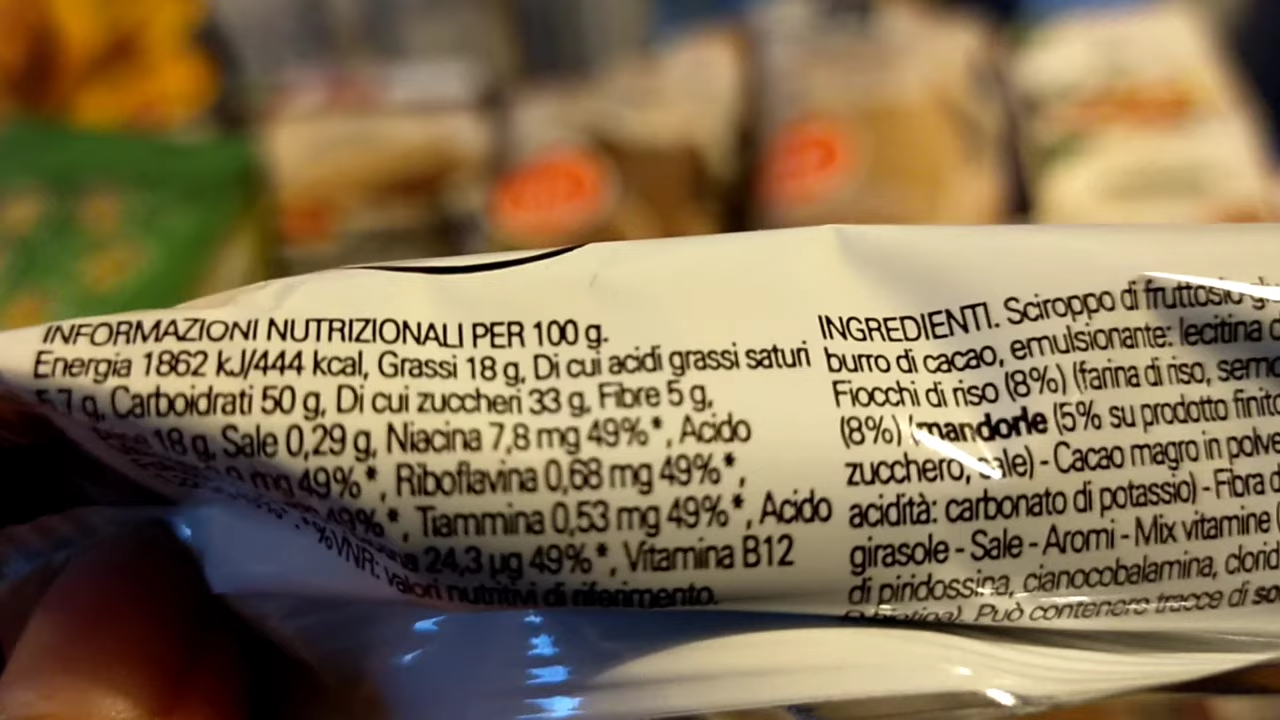 INFORMAZIONI NUTRIZIONALI PER 100 g.
Energia 1862 kJ/444 kcal, Grassi 18 g, Di cui acidi grassi saturi
5,7 g, Carboidrati 50 g, Di cui zuccheri 33 g, Fibre 5 g,
18 g, Sale 0,29 g, Niacina 7,8 mg 49%*, Acido
mg 49%*, Riboflavina 0,68 mg 49%*,
49%*, Tiammina 0,53 mg 49%*, Acido
24,3 µg 49%*, Vitamina B12
*%VNR: valori nutritivi di riferimento.
INGREDIENTI. Sciroppo di fruttosio
burro di cacao, emulsionante: lecitina
Fiocchi di riso (8%) (farina di riso,
(8%) (mandorle (5% su prodotto finito
zucchero, sale) - Cacao magro in
acidità: carbonato di potassio) - Fibra
girasole - Sale - Aromi - Mix vitamine
di piridossina, cianocobalamina,
Può contenere tracce di